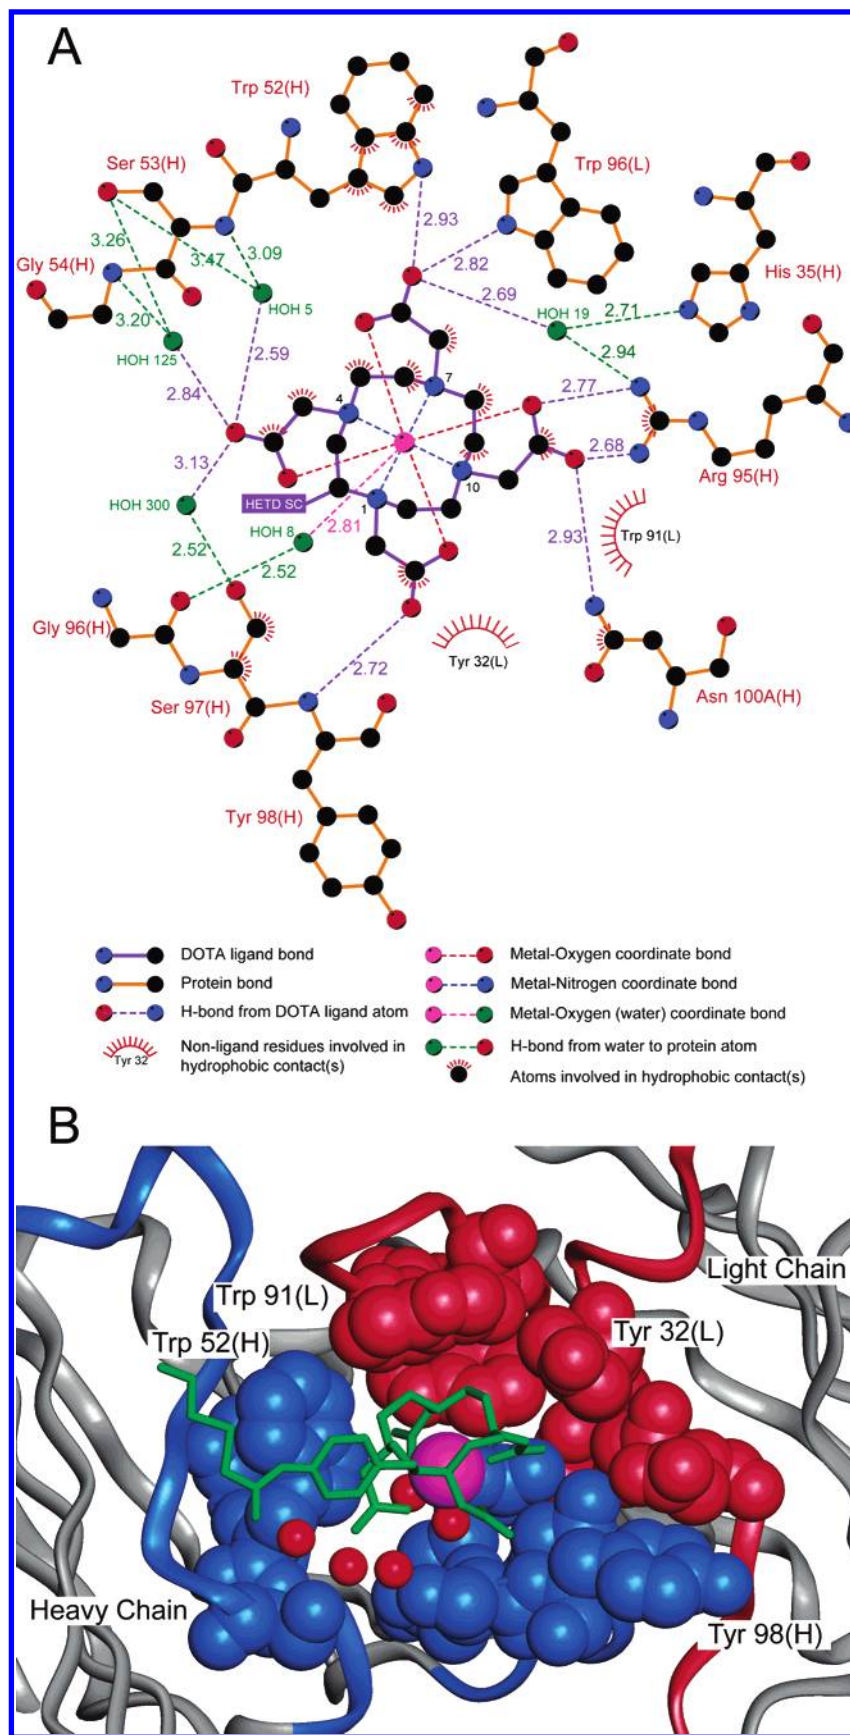 A
Trp 52(H)
Ser 53(H)
Trp 96(L)
2.93
3.26
3.09
2.82
Gly 54(H)
3.47
His 35(H)
2.69
3.20
HOH 5
HOH 19
2.71
HOH 125
2.59
2.94
7
2.84
4
2.77
3.13
2.68
Arg 95(H)
10
HETD SC
1
HOH 300
HOH 8
2.81
2.93
Trp 91(L)
2.52
2.52
Gly 96(H)
Tyr 32(L)
2.72
Ser 97(H)
Asn 100A(H)
Tyr 98(H)
DOTA ligand bond
Metal-Oxygen coordinate bond
Protein bond
Metal-Nitrogen coordinate bond
H-bond from DOTA ligand atom
Metal-Oxygen (water) coordinate bond
Tyr 32
Non-ligand residues involved in
hydrophobic contact(s)
H-bond from water to protein atom
Atoms involved in hydrophobic contact(s)
B
Light Chain
Trp 91(L)
Tyr 32(L)
Trp 52(H)
Heavy Chain
Tyr 98(H)